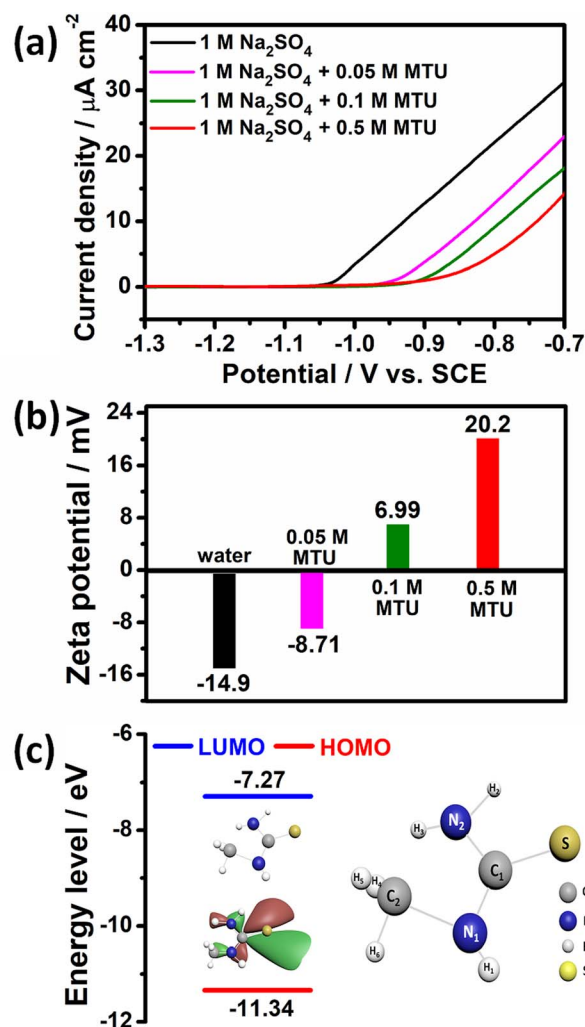 (a)
40
30
20
10
0
Current density / μA cm⁻²
1 M Na₂SO₄
1 M Na₂SO₄ + 0.05 M MTU
1 M Na₂SO₄ + 0.1 M MTU
1 M Na₂SO₄ + 0.5 M MTU
-1.3 -1.2 -1.1 -1.0 -0.9 -0.8 -0.7
Potential / V vs. SCE
(b)
24
16
8
0
-8
-16
Zeta potential / mV
water
-14.9
0.05 M
MTU
-8.71
6.99
0.1 M
MTU
20.2
0.5 M
MTU
(c)
-6
-8
-10
-12
Energy level / eV
LUMO HOMO
-7.27
-11.34
H₂
N₂
H₃
S
C₁
H₅
H₄
C₂
N₁
H₆
H₁
S